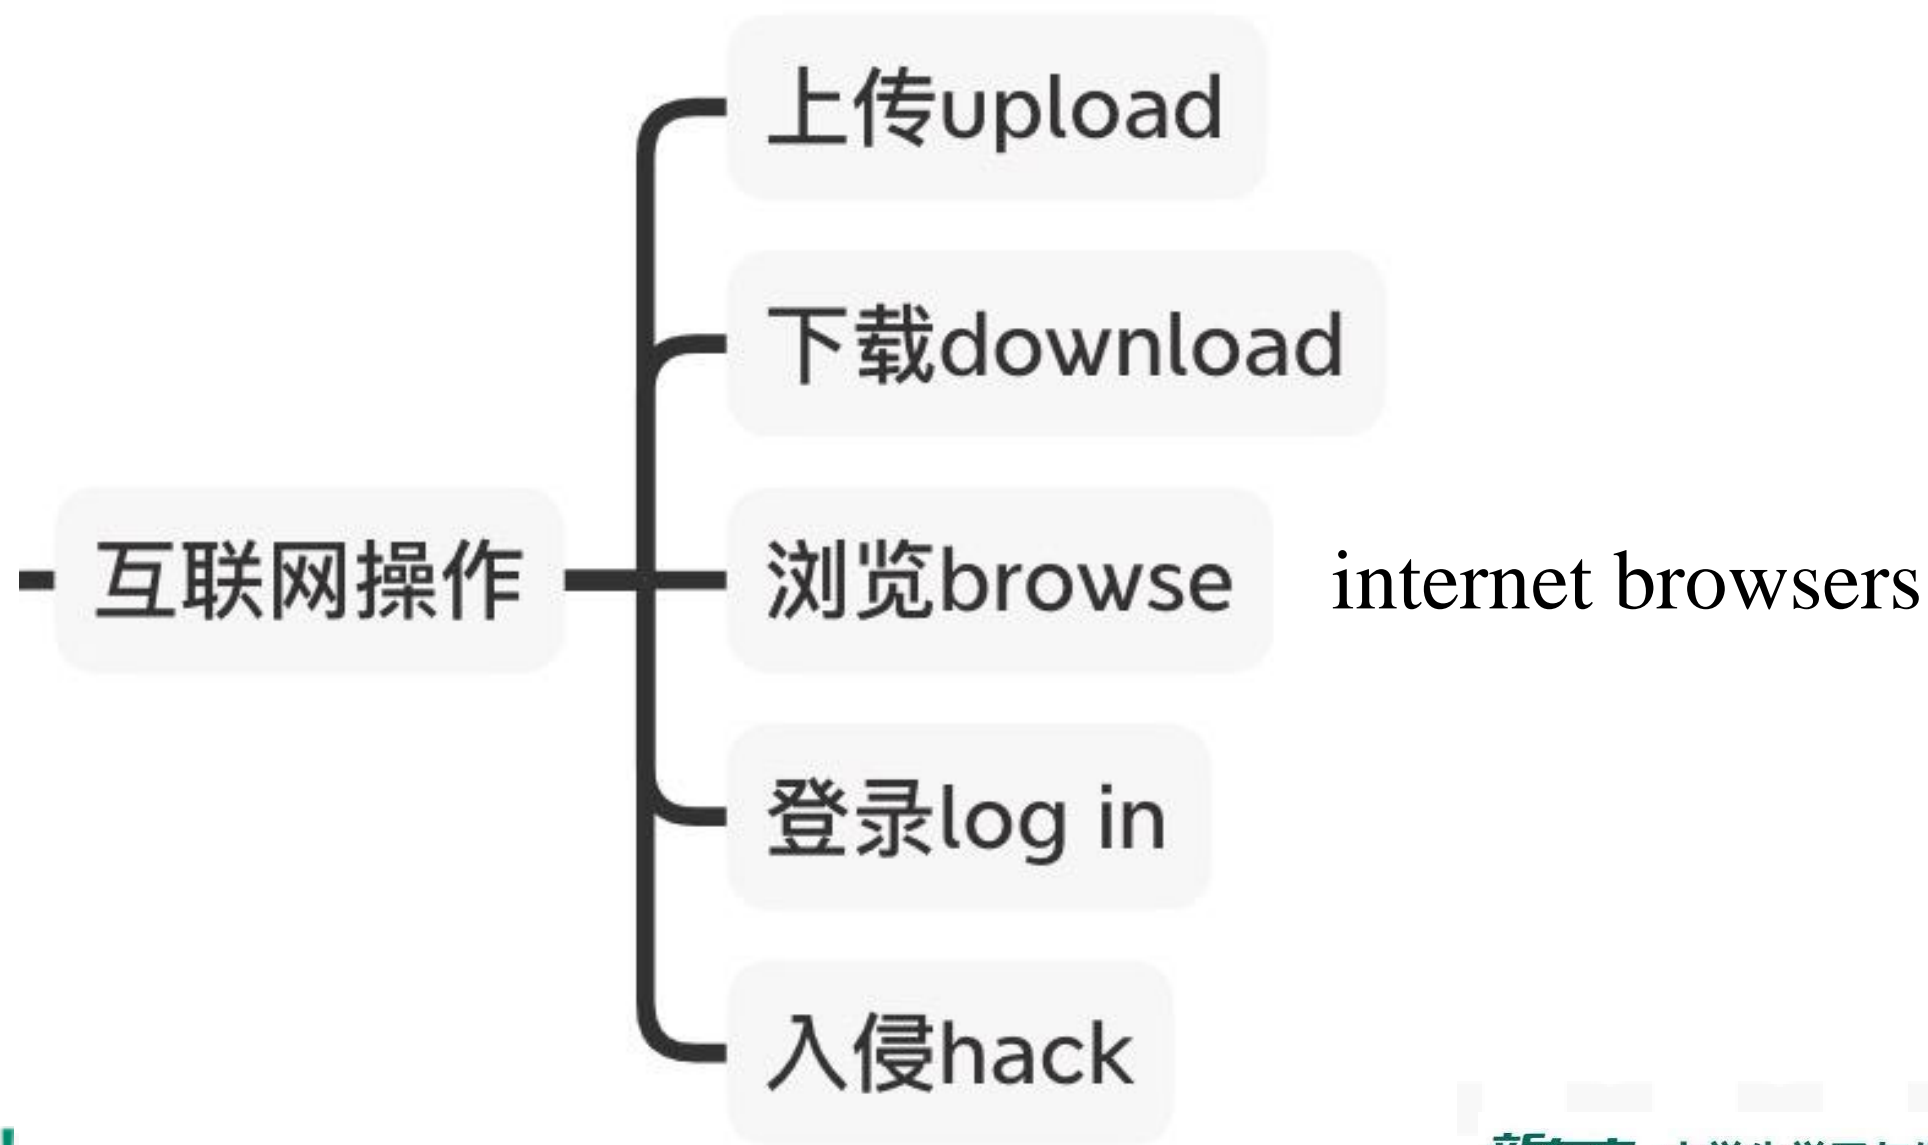 上传upload
下载download
互联网操作
浏览browse
internet browsers
登录log in
入侵hack